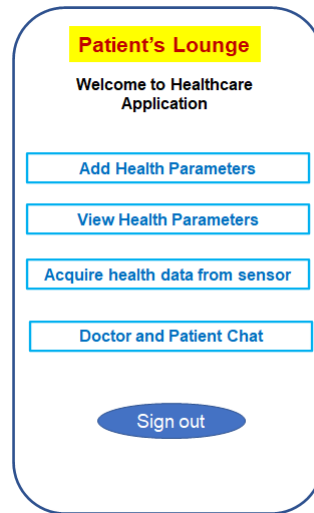 Patient's Lounge
Welcome to Healthcare
Application
Add Health Parameters
View Health Parameters
Acquire health data from sensor
Doctor and Patient Chat
Sign out